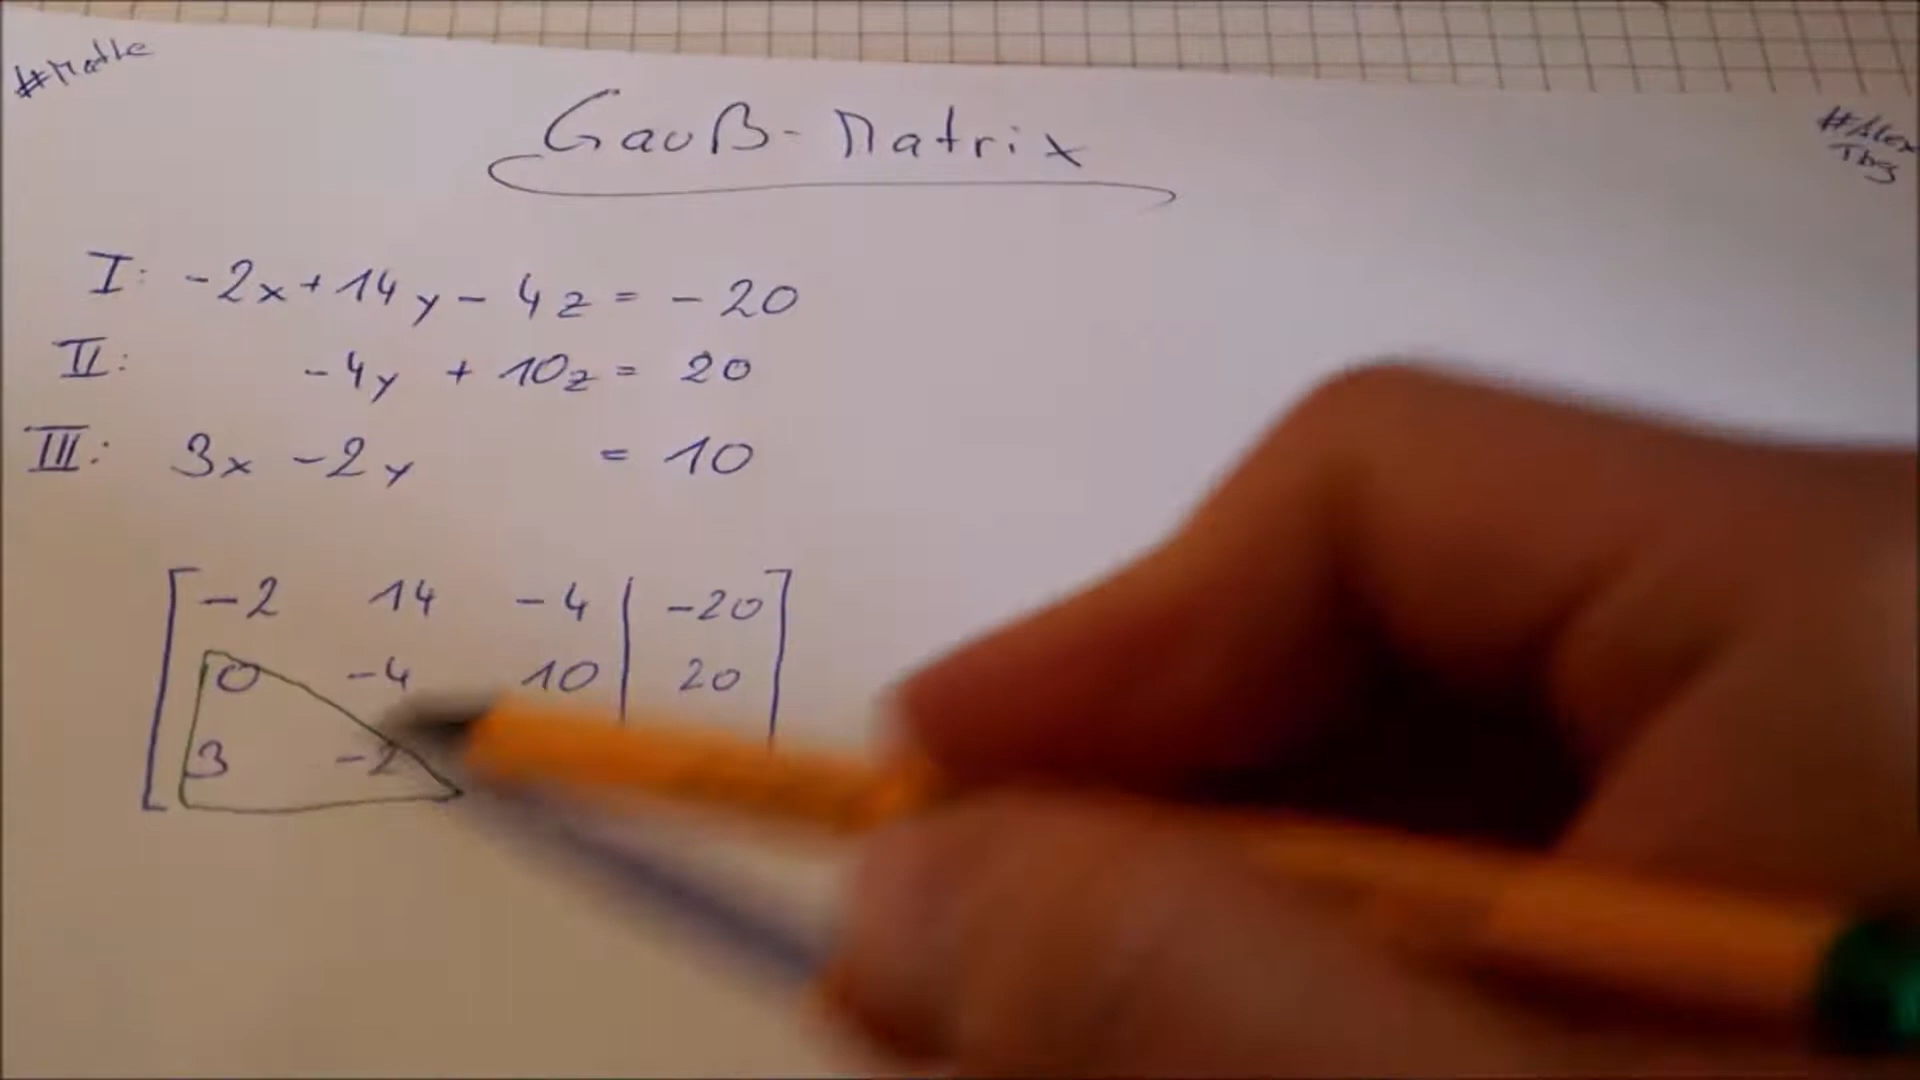 #Mathe
#Alex
Tbg
Gauß-Matrix
I: -2x+14y-4z=-20
II: -4y+10z=20
III: 3x-2y =10
-2 14 -4 | -20
0 -4 10 | 20
3 -2